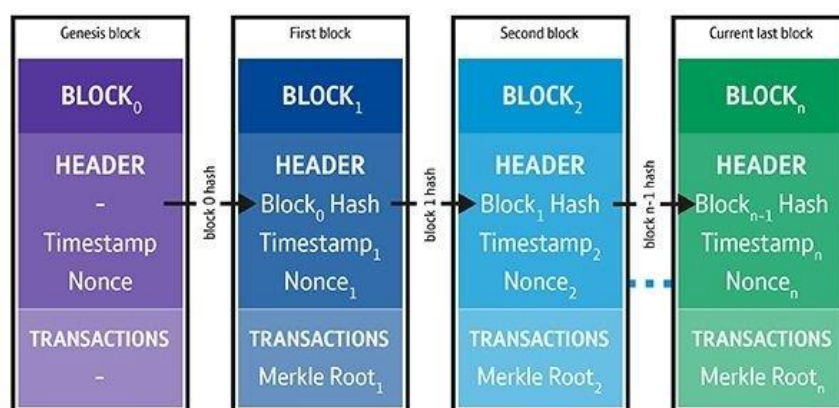 Genesis block
BLOCK₀
HEADER
-
Timestamp
Nonce
TRANSACTIONS
-
block 0 hash
First block
BLOCK₁
HEADER
Block₀ Hash
Timestamp₁
Nonce₁
TRANSACTIONS
Merkle Root₁
block 1 hash
Second block
BLOCK₂
HEADER
Block₁ Hash
Timestamp₂
Nonce₂
TRANSACTIONS
Merkle Root₂
block n-1 hash
Current last block
BLOCKₙ
HEADER
Blockₙ₋₁ Hash
Timestampₙ
Nonceₙ
TRANSACTIONS
Merkle Rootₙ